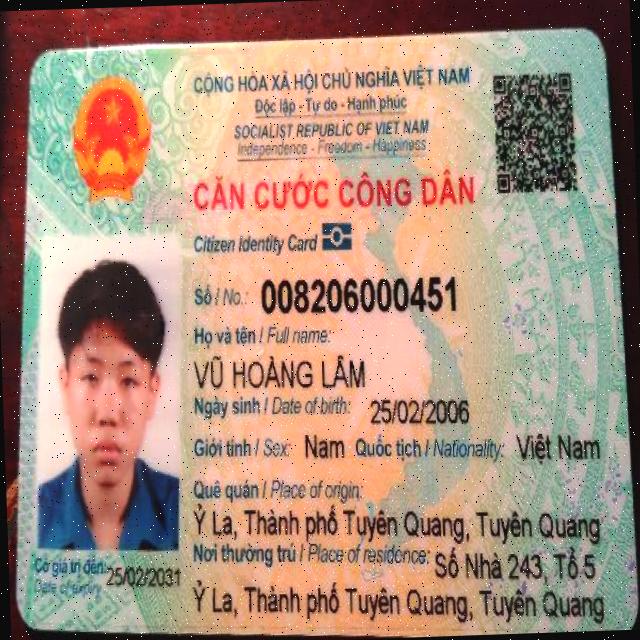 CỘNG HÒA XÃ HỘI CHỦ NGHĨA VIỆT NAM
Độc lập - Tự do - Hạnh phúc
SOCIALIST REPUBLIC OF VIET NAM
Independence - Freedom - Happiness
CĂN CƯỚC CÔNG DÂN
Citizen Identity Card
Số / No.: 008206000451
Họ và tên / Full name:
VŨ HOÀNG LÂM
Ngày sinh / Date of birth: 25/02/2006
Giới tính / Sex: Nam Quốc tịch / Nationality: Việt Nam
Quê quán / Place of origin:
Ỷ La, Thành phố Tuyên Quang, Tuyên Quang
Nơi thường trú / Place of residence: Số Nhà 243, Tổ 5
Ỷ La, Thành phố Tuyên Quang, Tuyên Quang
Có giá trị đến: 25/02/2031
Date of expiry